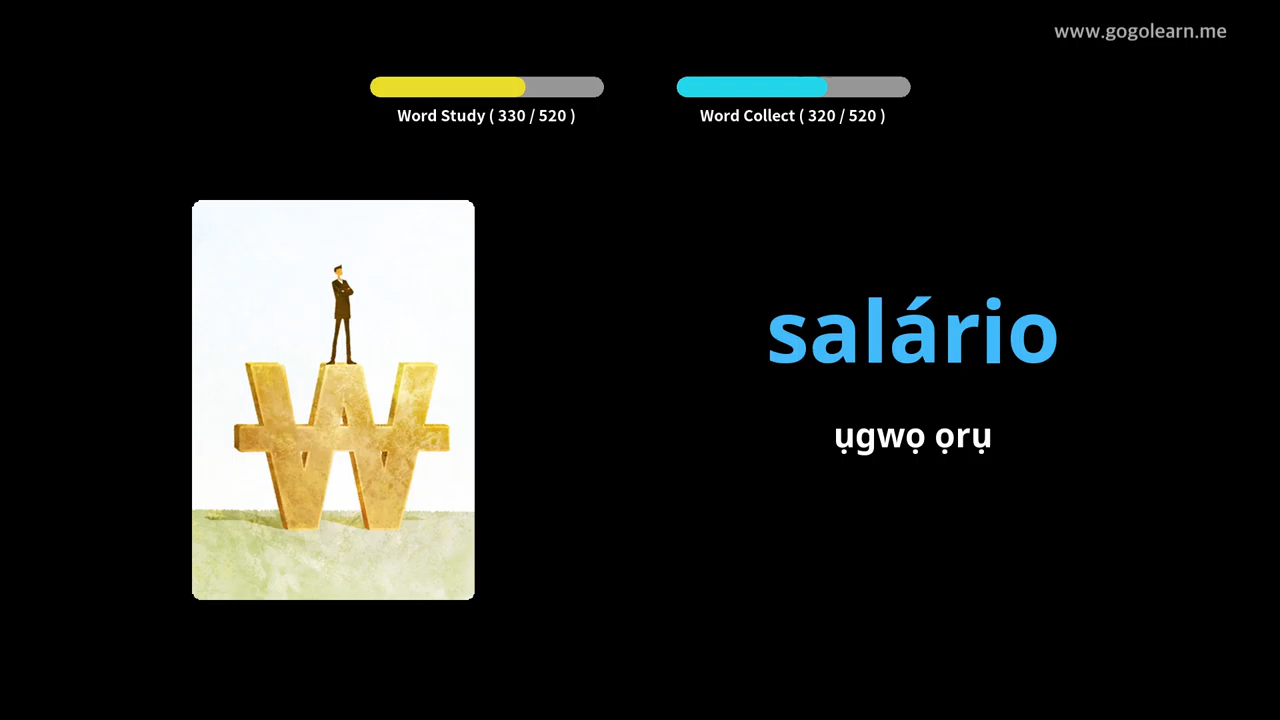 www.gogolearn.me
Word Study ( 330 / 520 )
Word Collect ( 320 / 520 )
salário
ụgwọ ọrụ